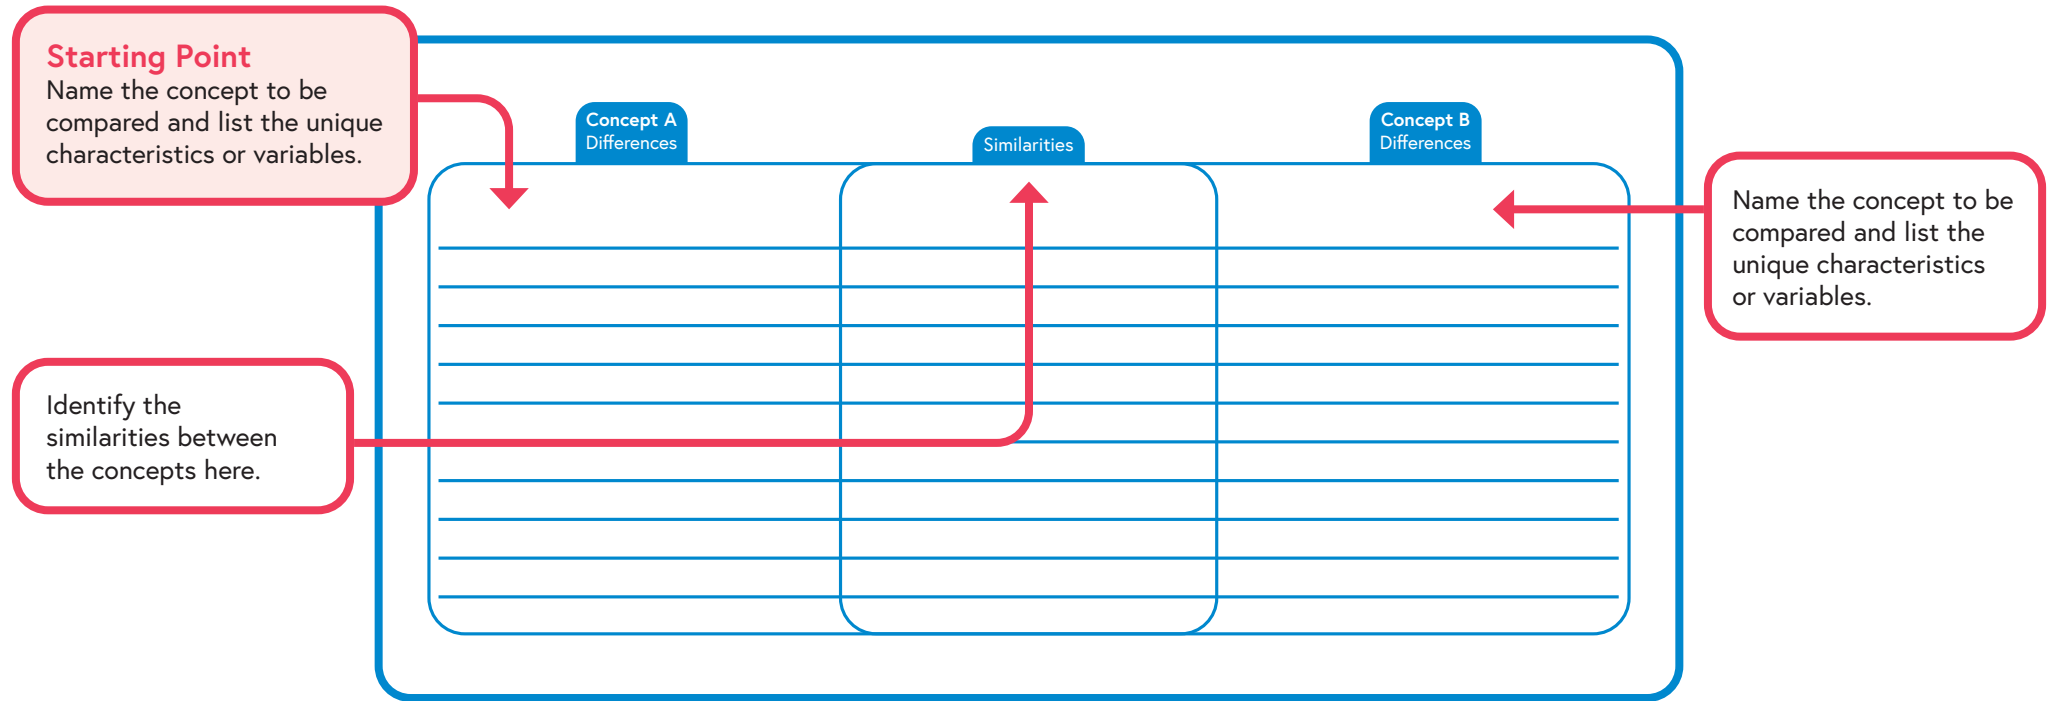 Starting Point
Name the concept to be
compared and list the unique
characteristics or variables.
Concept A
Differences
Similarities
Concept B
Differences
Name the concept to be
compared and list the
unique characteristics
or variables.
Identify the
similarities between
the concepts here.